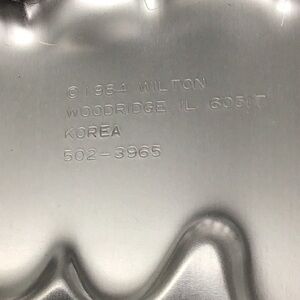 © 1984 WILTON
WOODRIDGE IL 60517
KOREA
502-3965